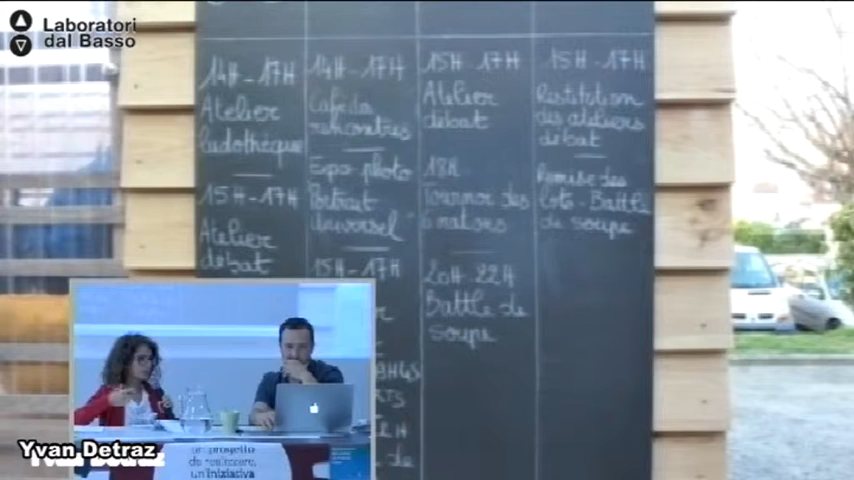 Laboratori
dal Basso
14H - 17H
Atelier
ludothèque
15H - 17H
Atelier
débat
14H - 17H
Café de
rencontres
Expo photo
Portrait
Universel
15H - 17H
15H - 17H
Atelier
débat
18H
Tournoi des
6 nations
20H - 22H
Battle de
soupe
15H - 17H
Restitution
des ateliers
débat
Remise des
lots - Battle
de soupe
un progetto
da realizzare,
un'iniziativa
Yvan Detraz